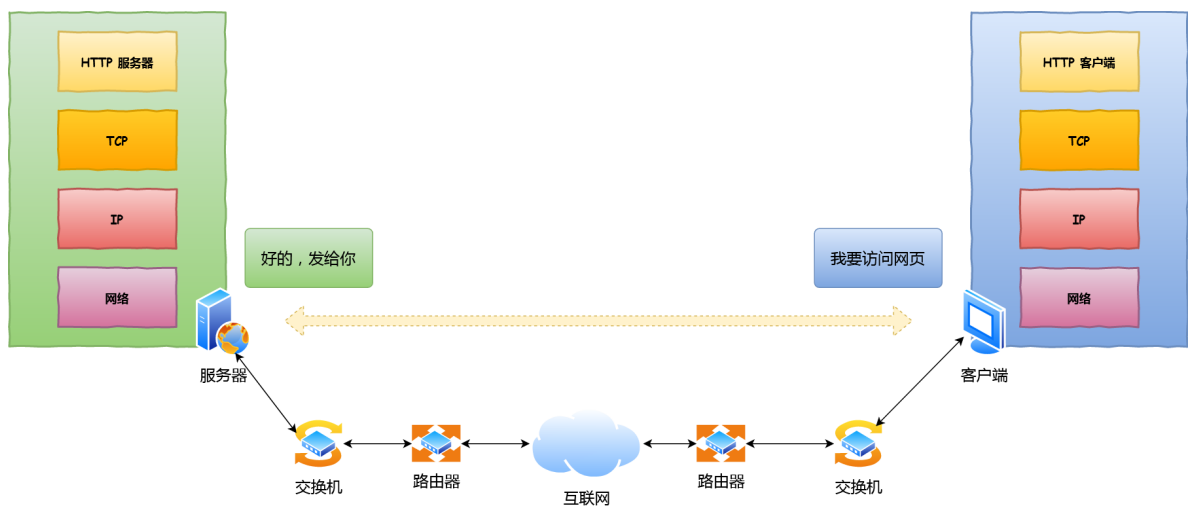 HTTP 服务器
TCP
IP
网络
服务器
好的，发给你
我要访问网页
HTTP 客户端
TCP
IP
网络
客户端
交换机
路由器
互联网
路由器
交换机